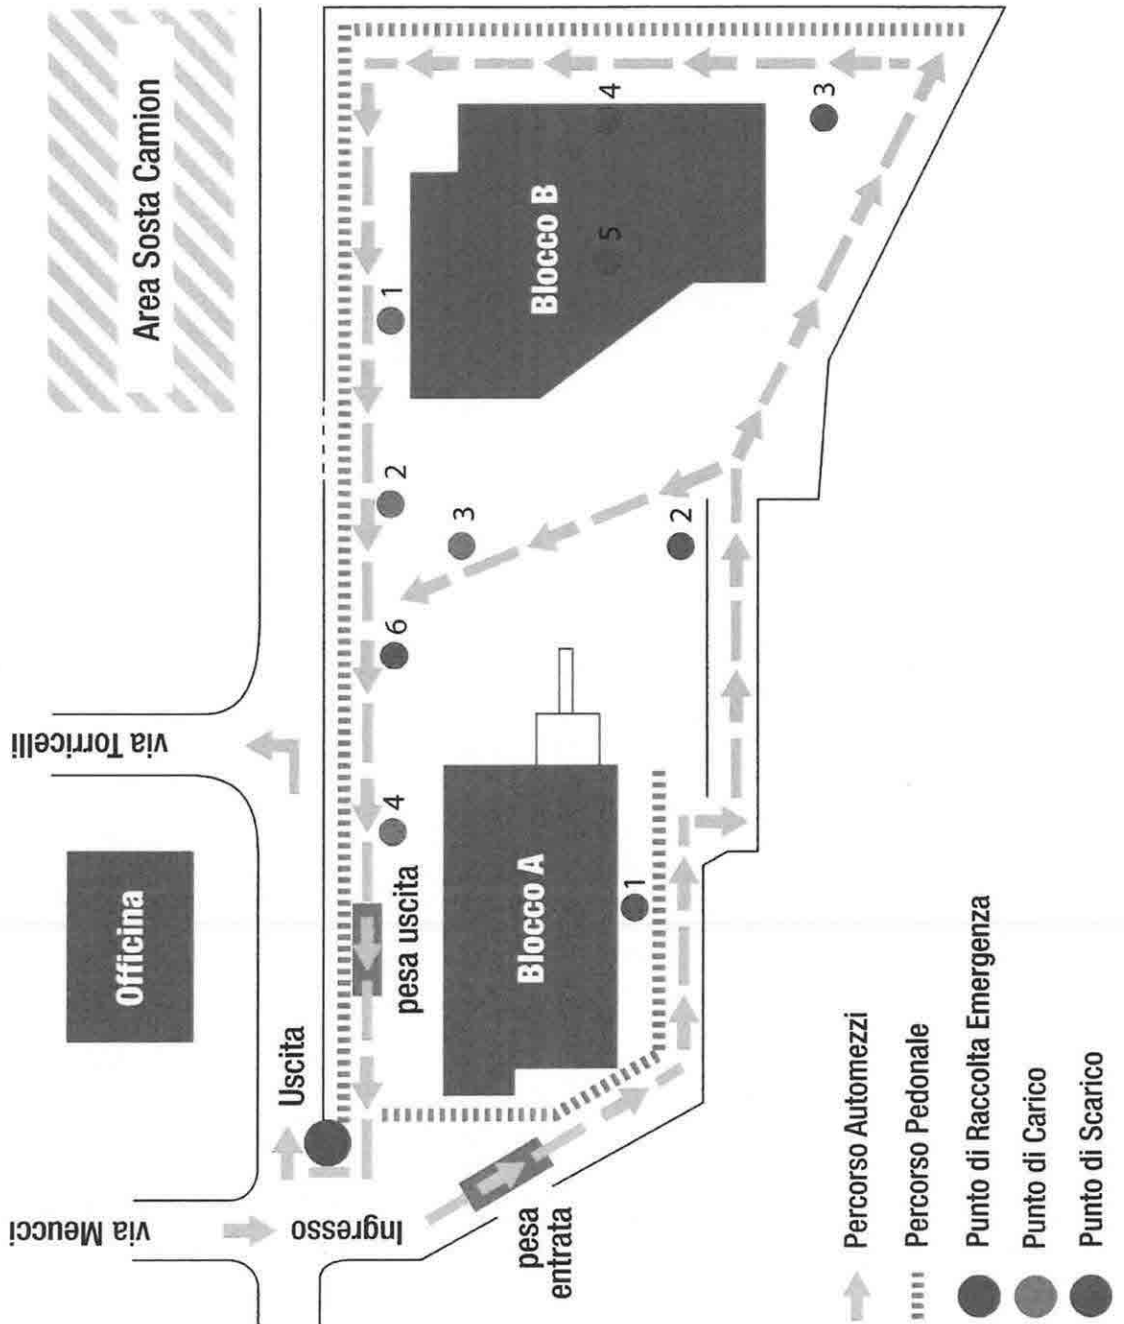 via Meucci
Ingresso
Uscita
Officina
via Torricelli
Area Sosta Camion
pesa
entrata
pesa uscita
Blocco A
Blocco B
4
6
2
1
3
1
2
5
4
3
Percorso Automezzi
Percorso Pedonale
Punto di Raccolta Emergenza
Punto di Carico
Punto di Scarico